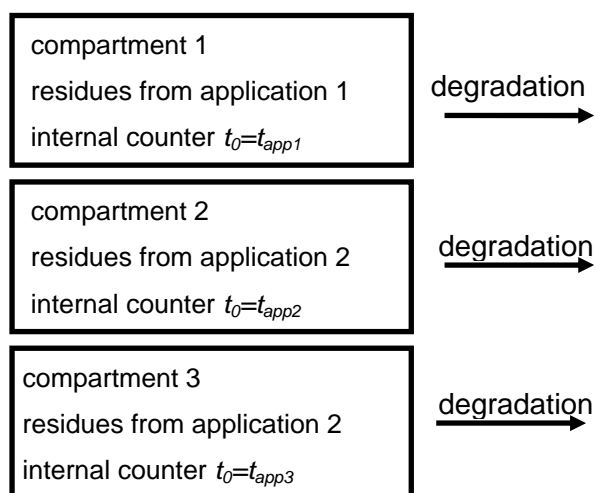 compartment 1
residues from application 1
internal counter t0=tapp1
degradation
compartment 2
residues from application 2
internal counter t0=tapp2
degradation
compartment 3
residues from application 2
internal counter t0=tapp3
degradation